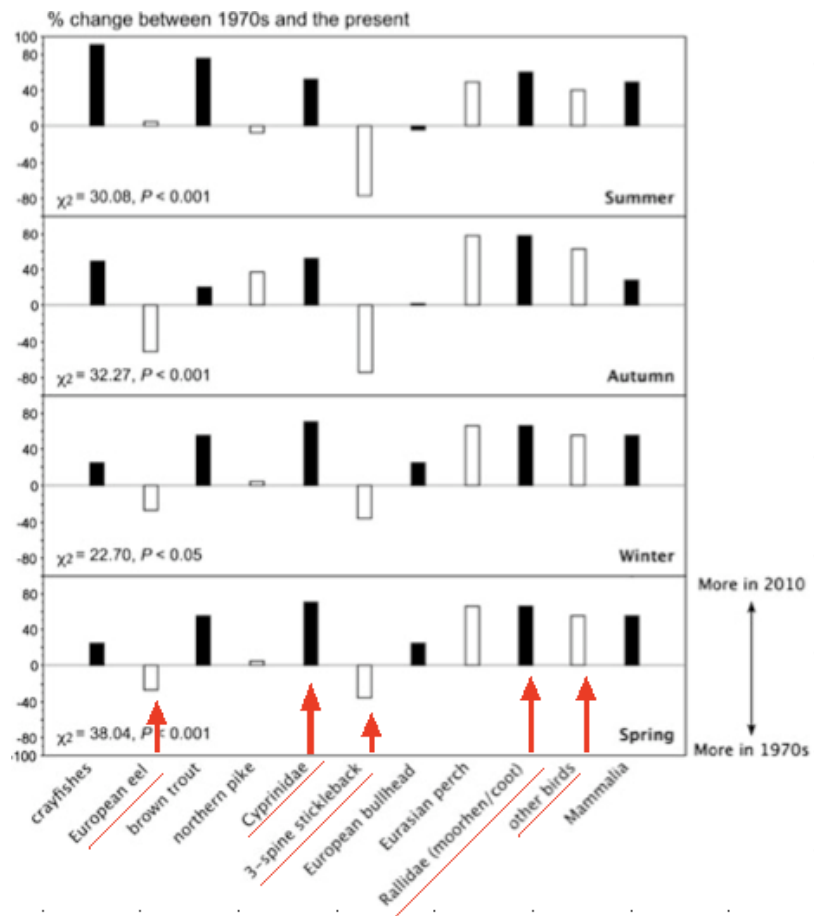 % change between 1970s and the present
100
80
40
0
-40
-80
χ2 = 30.08, P < 0.001
Summer
80
40
0
-40
-80
χ2 = 32.27, P < 0.001
Autumn
80
40
0
-40
-80
χ2 = 22.70, P < 0.05
Winter
80
40
0
-40
-80
-100
χ2 = 38.04, P < 0.001
Spring
More in 2010
More in 1970s
crayfishes
European eel
brown trout
northern pike
Cyprinidae
3-spine stickleback
European bullhead
Eurasian perch
Rallidae (moorhen/coot)
other birds
Mammalia